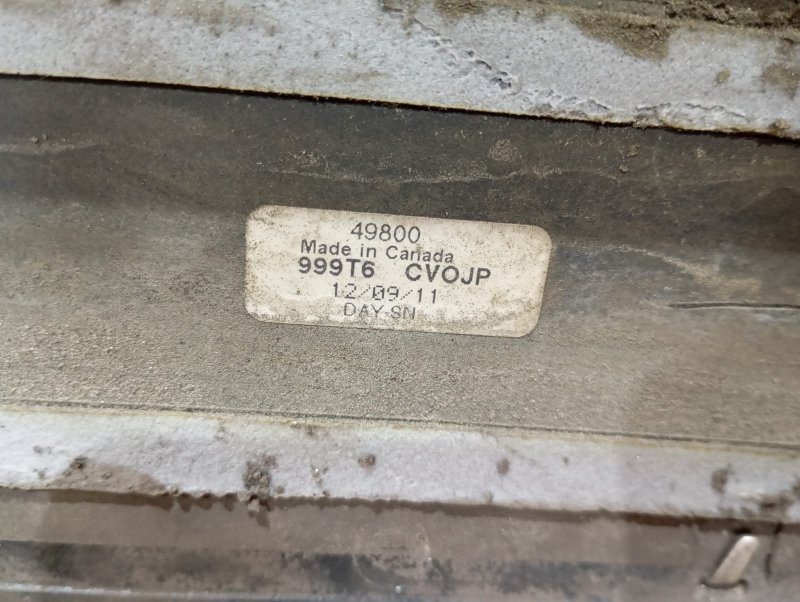 49800
Made in Canada
999T6 CVOJP
12/09/11
DAY-SN